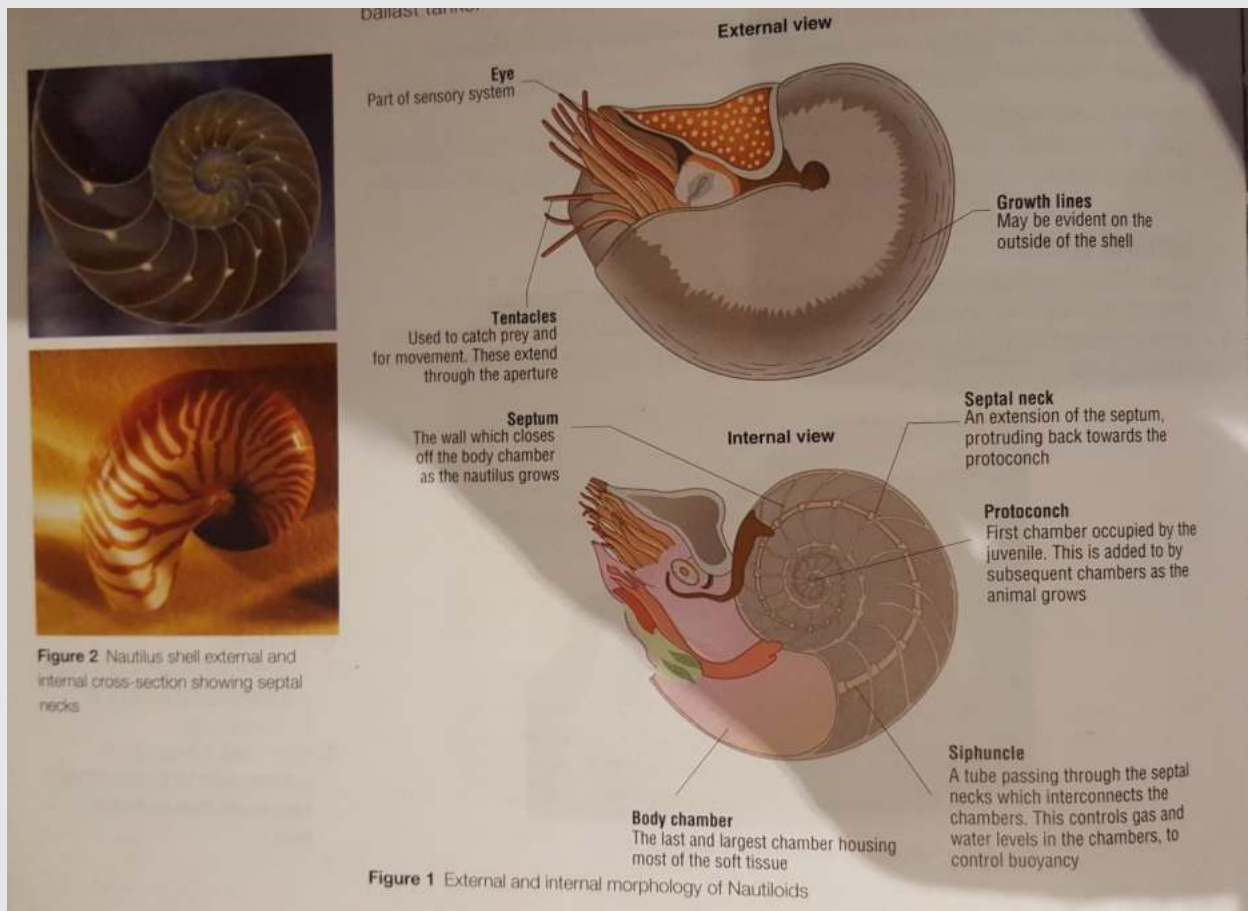 ballast tanks.
External view
Eye
Part of sensory system
Growth lines
May be evident on the
outside of the shell
Tentacles
Used to catch prey and
for movement. These extend
through the aperture
Septum
The wall which closes
off the body chamber
as the nautilus grows
Internal view
Septal neck
An extension of the septum,
protruding back towards the
protoconch
Protoconch
First chamber occupied by the
juvenile. This is added to by
subsequent chambers as the
animal grows
Figure 2 Nautilus shell external and
internal cross-section showing septal
necks
Siphuncle
A tube passing through the septal
necks which interconnects the
chambers. This controls gas and
water levels in the chambers, to
control buoyancy
Body chamber
The last and largest chamber housing
most of the soft tissue
Figure 1 External and internal morphology of Nautiloids